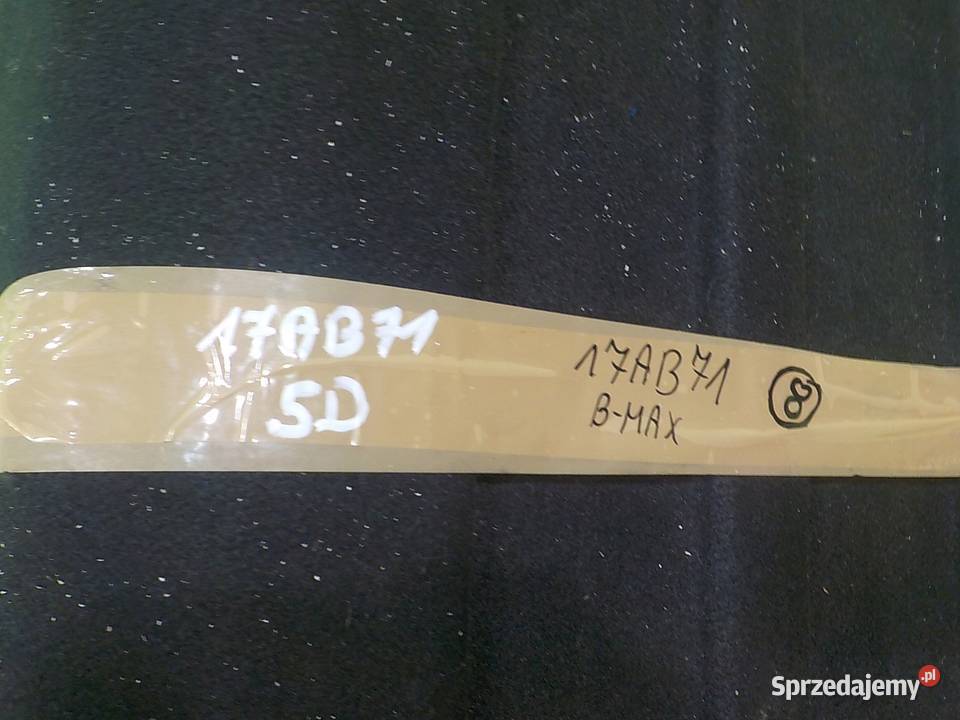 17AB71
5D
17AB71
B-MAX
8
Sprzedajemy.pl